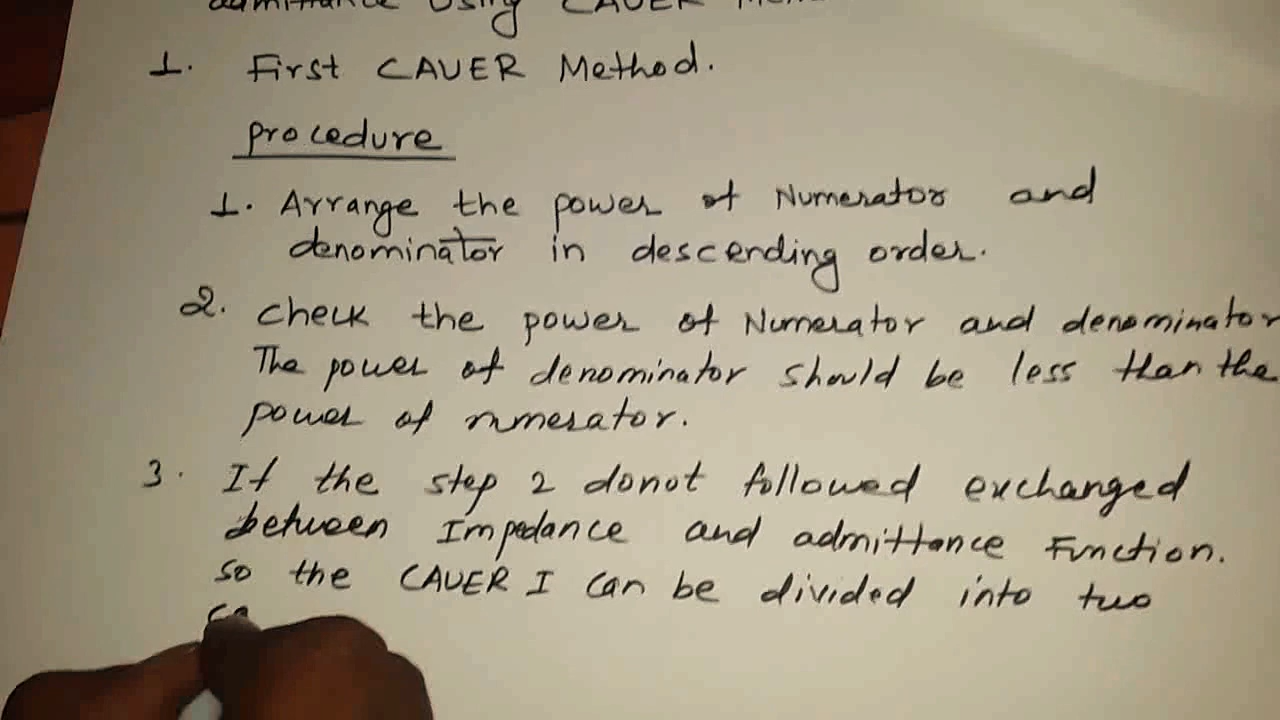 admittance Using CAUER
1. First CAUER Method.
procedure
1. Arrange the power of Numerator and
denominator in descending order.
2. check the power of Numerator and denominator
The power of denominator should be less than the
power of numerator.
3. If the step 2 donot followed exchanged
between Impedance and admittance Function.
so the CAUER I can be divided into two